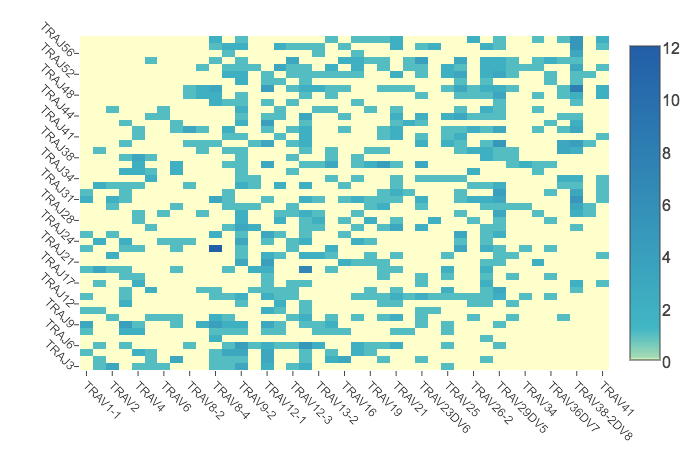 TRAJ56
TRAJ52
TRAJ48
TRAJ44
TRAJ41
TRAJ38
TRAJ34
TRAJ31
TRAJ28
TRAJ24
TRAJ21
TRAJ17
TRAJ12
TRAJ9
TRAJ6
TRAJ3
TRAV1-1
TRAV2
TRAV4
TRAV6
TRAV8-2
TRAV8-4
TRAV9-2
TRAV12-1
TRAV12-3
TRAV13-2
TRAV16
TRAV19
TRAV21
TRAV23DV6
TRAV25
TRAV26-2
TRAV29DV5
TRAV34
TRAV36DV7
TRAV38-2DV8
TRAV41
12
10
8
6
4
2
0